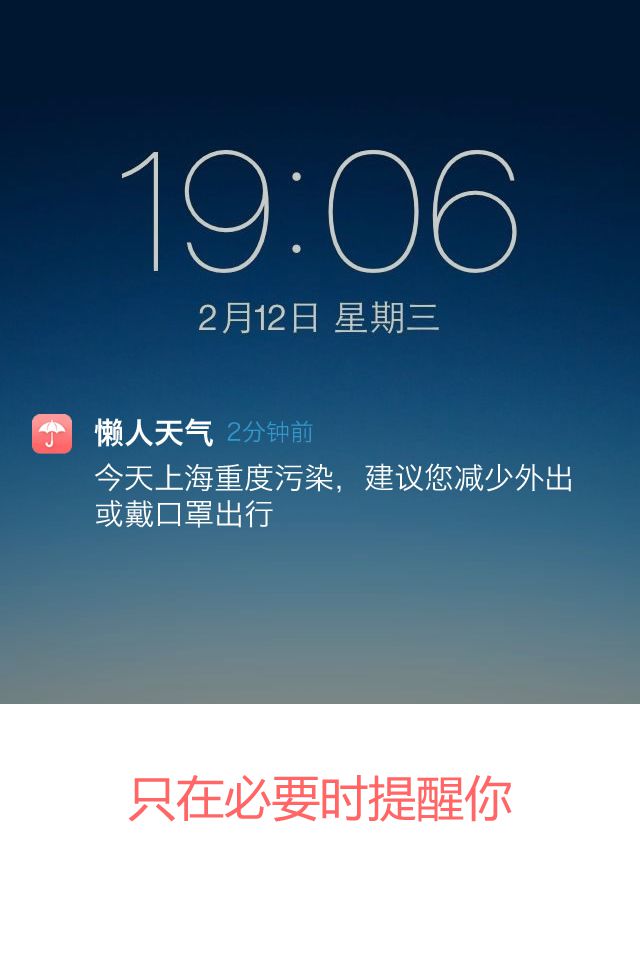 19:06
2月12日 星期三
懒人天气 2分钟前
今天上海重度污染，建议您减少外出
或戴口罩出行
只在必要时提醒你